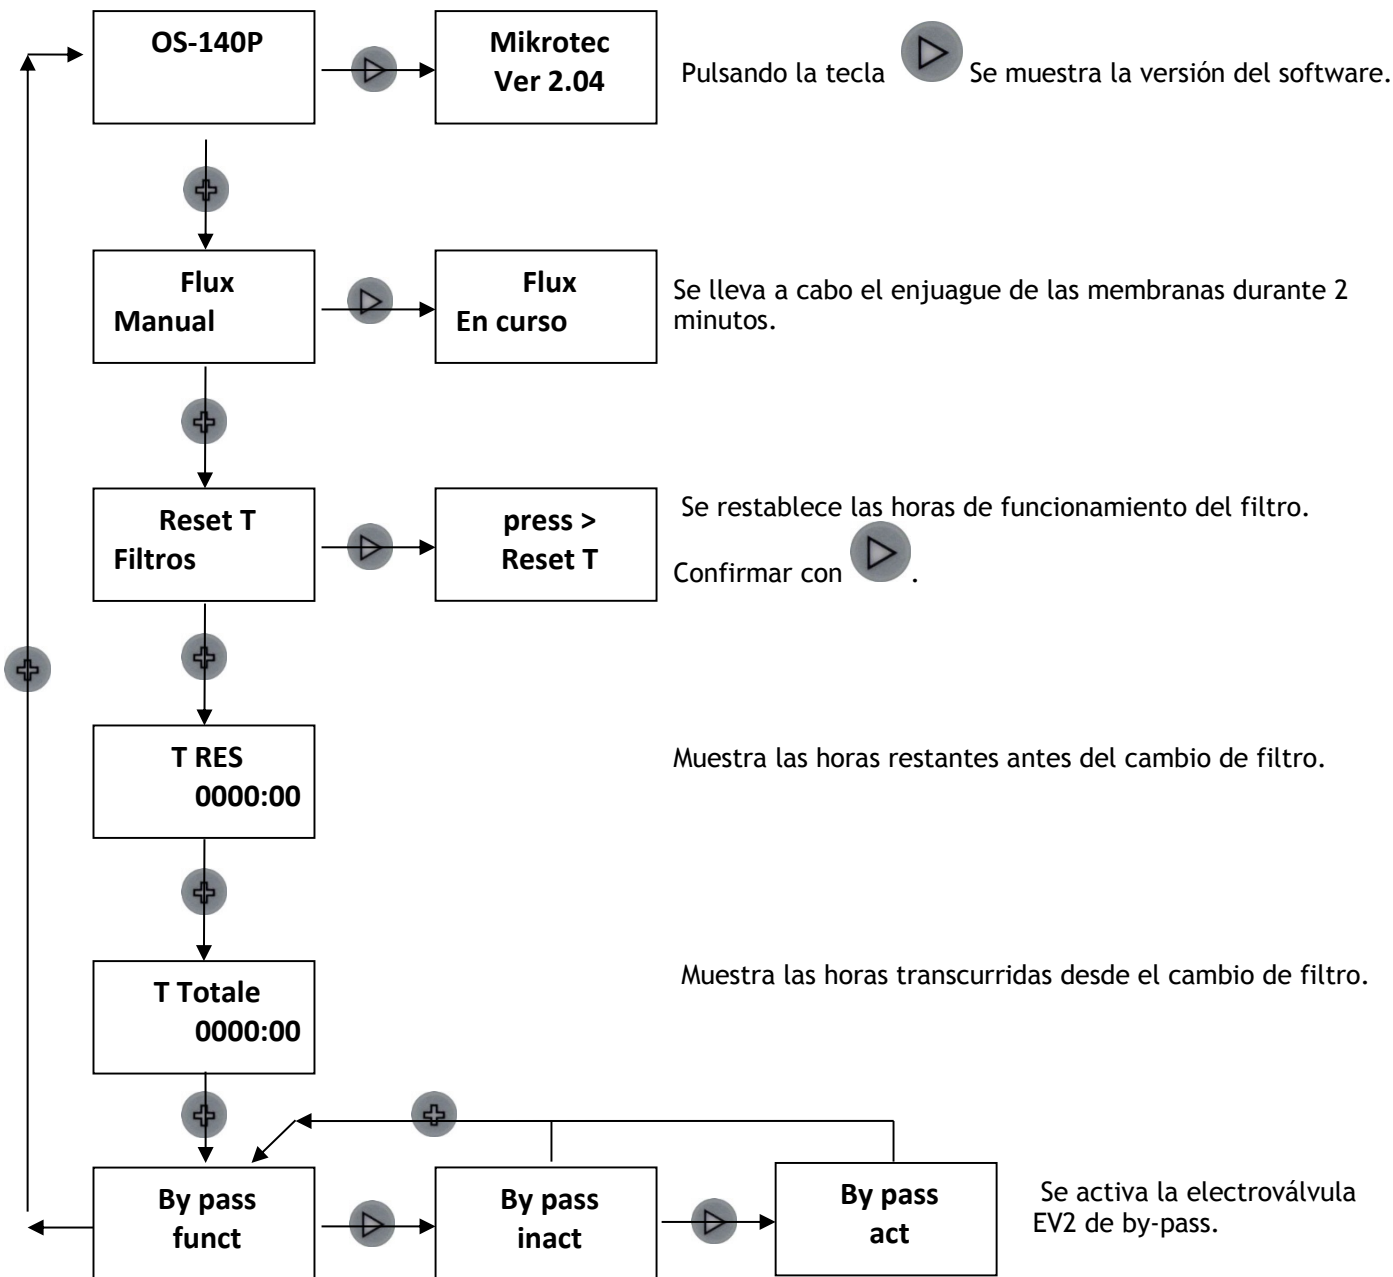 OS-140P
Mikrotec
Ver 2.04
Pulsando la tecla Se muestra la versión del software.
Flux
Manual
Flux
En curso
Se lleva a cabo el enjuague de las membranas durante 2
minutos.
Reset T
Filtros
press >
Reset T
Se restablece las horas de funcionamiento del filtro.
Confirmar con .
T RES
0000:00
Muestra las horas restantes antes del cambio de filtro.
T Totale
0000:00
Muestra las horas transcurridas desde el cambio de filtro.
By pass
funct
By pass
inact
By pass
act
Se activa la electroválvula
EV2 de by-pass.